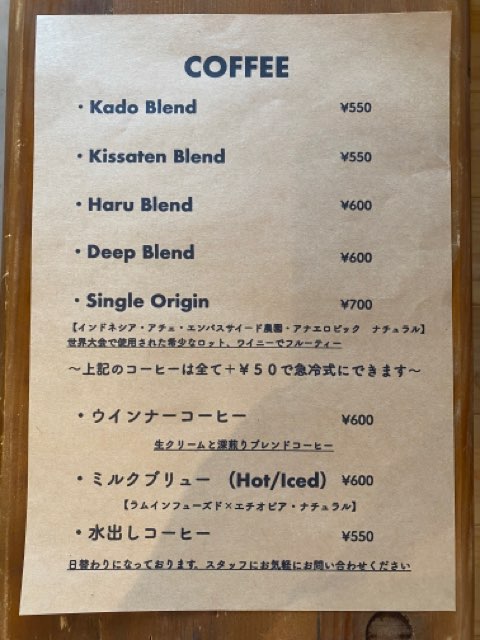 COFFEE
・Kado Blend ¥550
・Kissaten Blend ¥550
・Haru Blend ¥600
・Deep Blend ¥600
・Single Origin ¥700
【インドネシア・アチェ・エンバスサイード農園・アナエロビック ナチュラル】
世界大会で使用された希少なロット、ワイニーでフルーティー
～上記のコーヒーは全て＋￥５０で急冷式にできます～
・ウインナーコーヒー ¥600
生クリームと深煎りブレンドコーヒー
・ミルクブリュー （Hot/Iced） ¥600
【ラムインフューズド×エチオピア・ナチュラル】
・水出しコーヒー ¥550
日替わりになっております。スタッフにお気軽にお問い合わせください